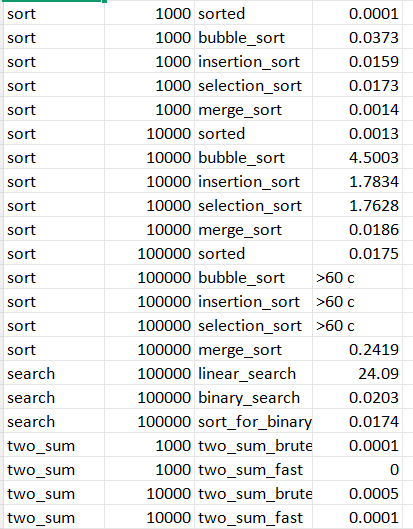 sort 1000 sorted 0.0001
sort 1000 bubble_sort 0.0373
sort 1000 insertion_sort 0.0159
sort 1000 selection_sort 0.0173
sort 1000 merge_sort 0.0014
sort 10000 sorted 0.0013
sort 10000 bubble_sort 4.5003
sort 10000 insertion_sort 1.7834
sort 10000 selection_sort 1.7628
sort 10000 merge_sort 0.0186
sort 100000 sorted 0.0175
sort 100000 bubble_sort >60 c
sort 100000 insertion_sort >60 c
sort 100000 selection_sort >60 c
sort 100000 merge_sort 0.2419
search 100000 linear_search 24.09
search 100000 binary_search 0.0203
search 100000 sort_for_binary 0.0174
two_sum 1000 two_sum_brute 0.0001
two_sum 1000 two_sum_fast 0
two_sum 10000 two_sum_brute 0.0005
two_sum 10000 two_sum_fast 0.0001